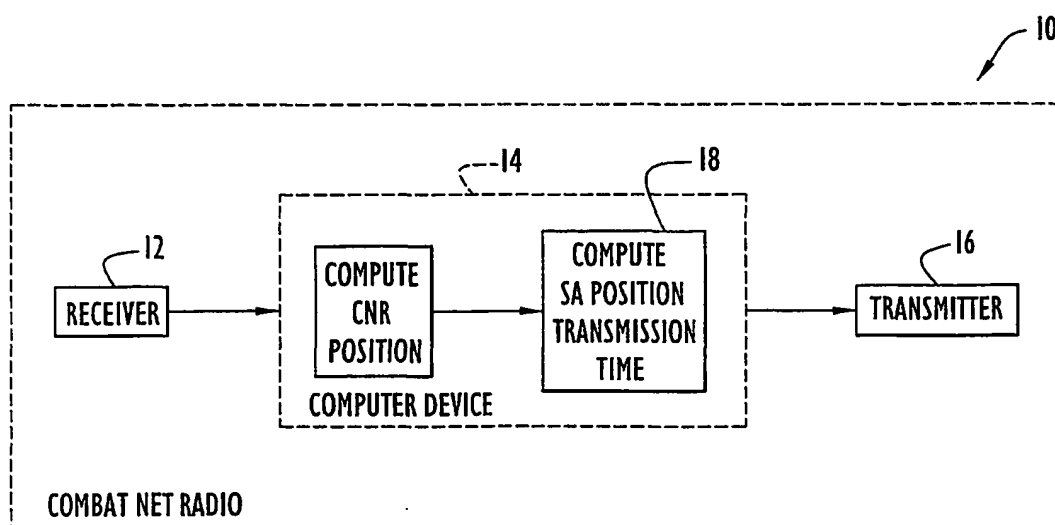 10
14
18
12
16
RECEIVER
COMPUTE
CNR
POSITION
COMPUTE
SA POSITION
TRANSMISSION
TIME
TRANSMITTER
COMPUTER DEVICE
COMBAT NET RADIO